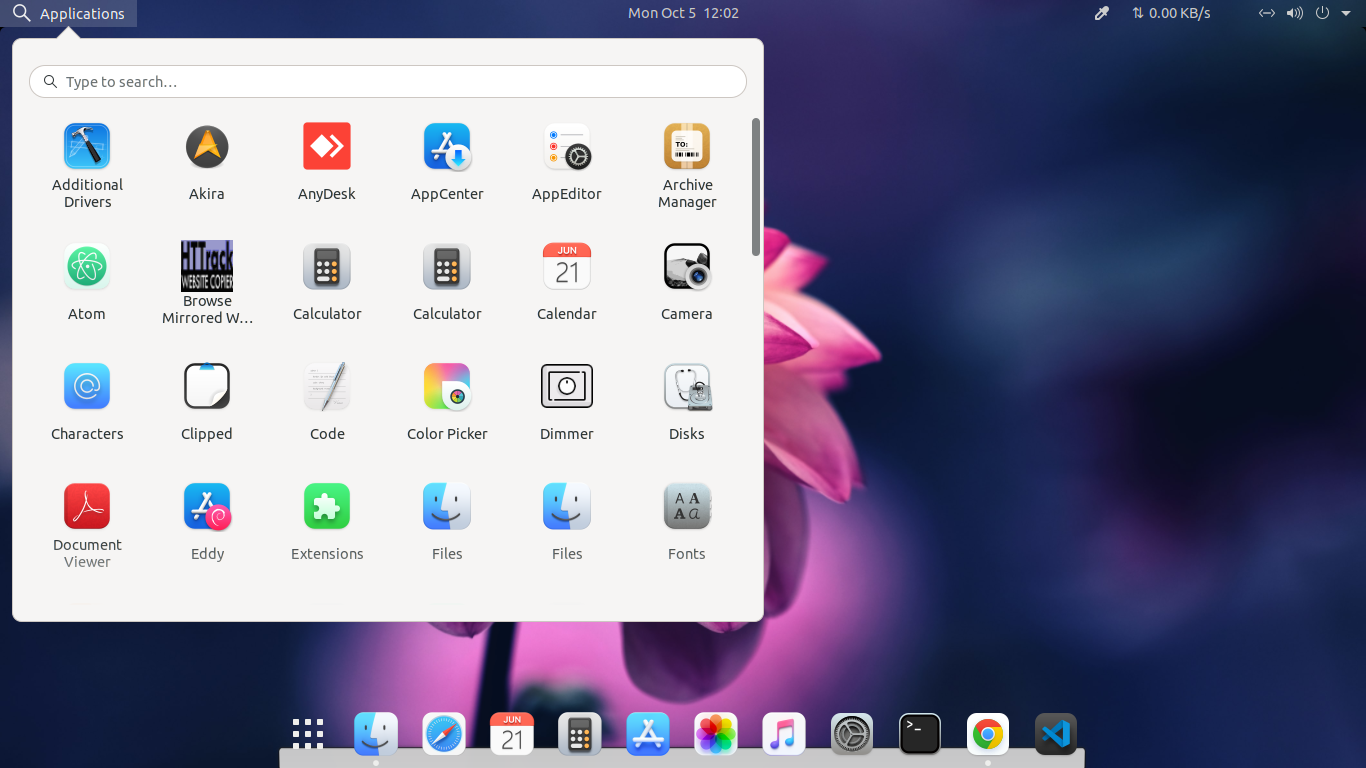 Applications
Mon Oct 5 12:02
0.00 KB/s
Type to search…
Additional
Drivers
Akira
AnyDesk
AppCenter
AppEditor
TO:
Archive
Manager
Atom
HTTrack
WEBSITE COPIER
Browse
Mirrored W…
Calculator
Calculator
JUN
21
Calendar
Camera
Characters
Clipped
Code
Color Picker
Dimmer
Disks
Document
Viewer
Eddy
Extensions
Files
Files
A A
A a
Fonts
JUN
21
>_